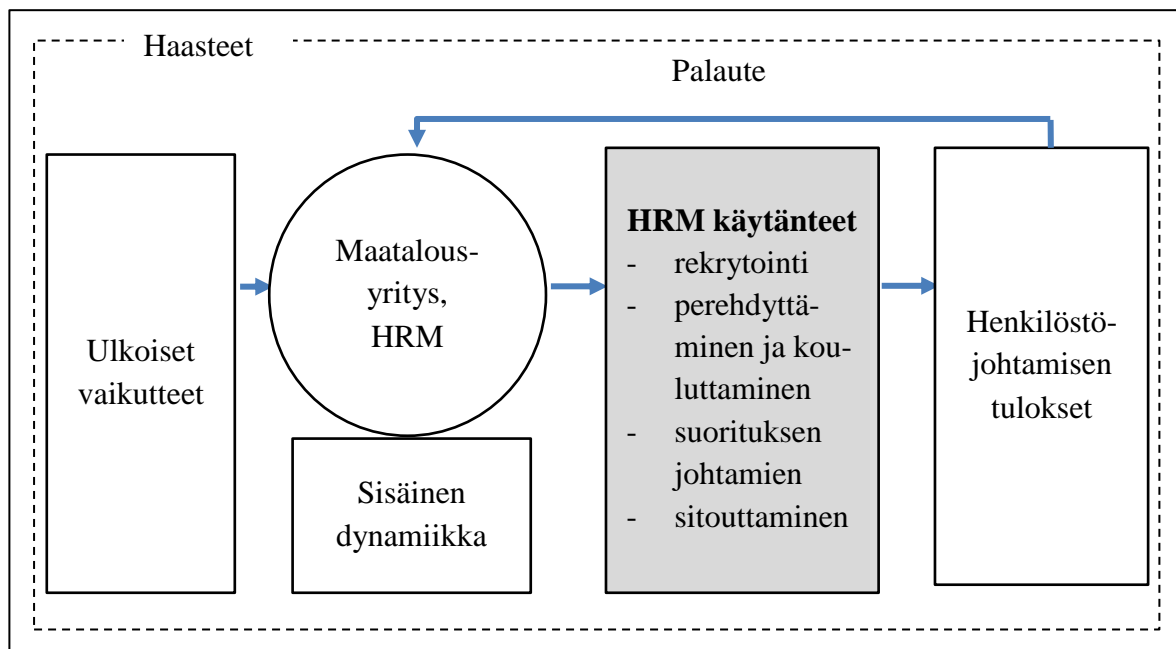 Haasteet
Palaute
Ulkoiset
vaikutteet
Maatalous-
yritys,
HRM
Sisäinen
dynamiikka
HRM käytänteet
- rekrytointi
- perehdyttä-
minen ja kou-
luttaminen
- suorituksen
johtamien
- sitouttaminen
Henkilöstö-
johtamisen
tulokset